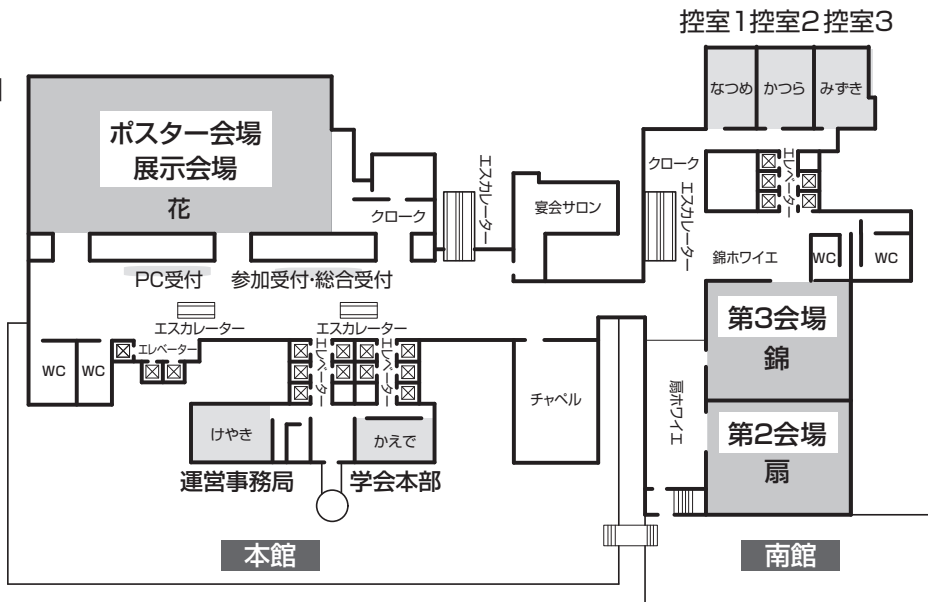 控室1 控室2 控室3
なつめ かつら みずき
ポスター会場
展示会場
花
クローク
エスカレーター
宴会サロン
クローク
エスカレーター
エレベーター
錦ホワイエ
WC
WC
PC受付
参加受付・総合受付
エスカレーター
エスカレーター
エレベーター
エレベーター
エレベーター
WC
WC
チャペル
扇ホワイエ
第3会場
錦
第2会場
扇
けやき
かえで
運営事務局
学会本部
本館
南館